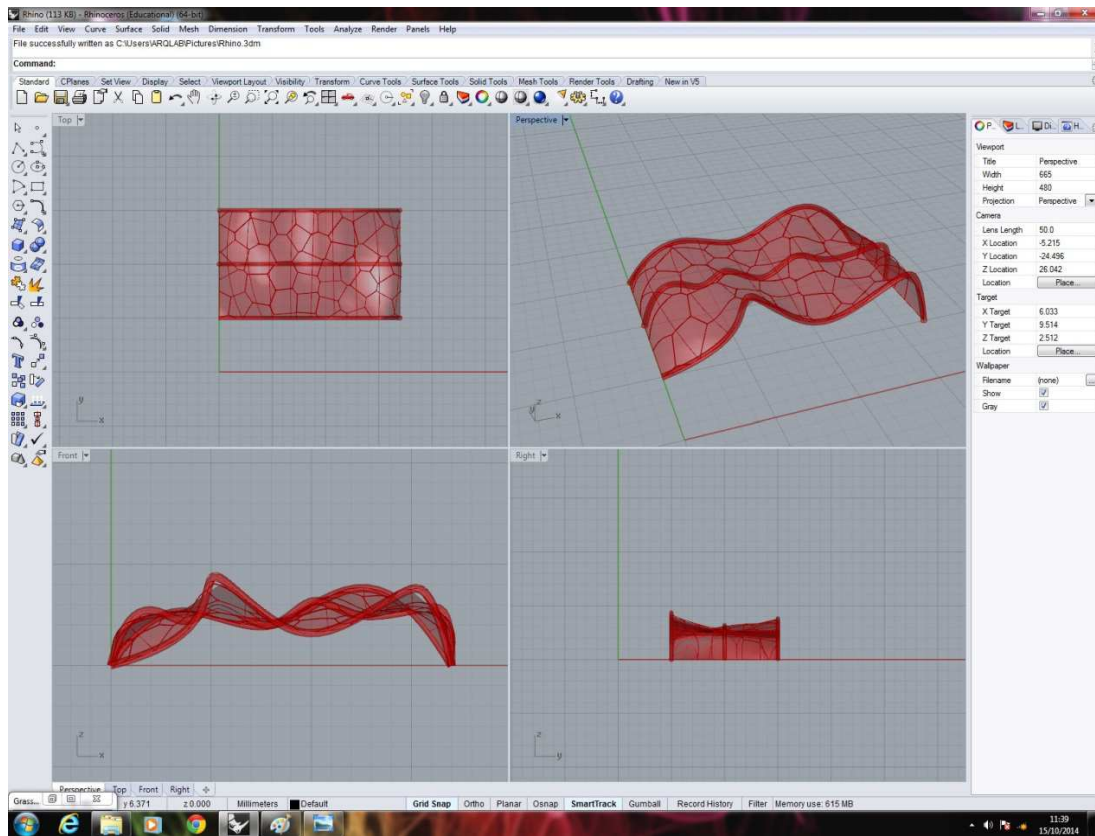 Rhino (113 KB) - Rhinoceros (Educational) (64-bit)
File Edit View Curve Surface Solid Mesh Dimension Transform Tools Analyze Render Panels Help
File successfully written as C:\Users\ARQLAB\Pictures\Rhino.3dm
Command:
Standard CPlanes Set View Display Select Viewport Layout Visibility Transform Curve Tools Surface Tools Solid Tools Mesh Tools Render Tools Drafting New in V5
Top
Perspective
P... L... Di... H...
Viewport
Title Perspective
Width 665
Height 480
Projection Perspective
Camera
Lens Length 50.0
X Location -5.215
Y Location -24.496
Z Location 26.042
Location Place...
Target
X Target 6.033
Y Target 9.514
Z Target 2.512
Location Place...
Wallpaper
Filename (none) ...
Show
Gray
y
x
z
y x
Front
Right
z
x
z
y
Perspective Top Front Right
Grass... y 6.371 z 0.000 Millimeters Default Grid Snap Ortho Planar Osnap SmartTrack Gumball Record History Filter Memory use: 615 MB
11:39
15/10/2014